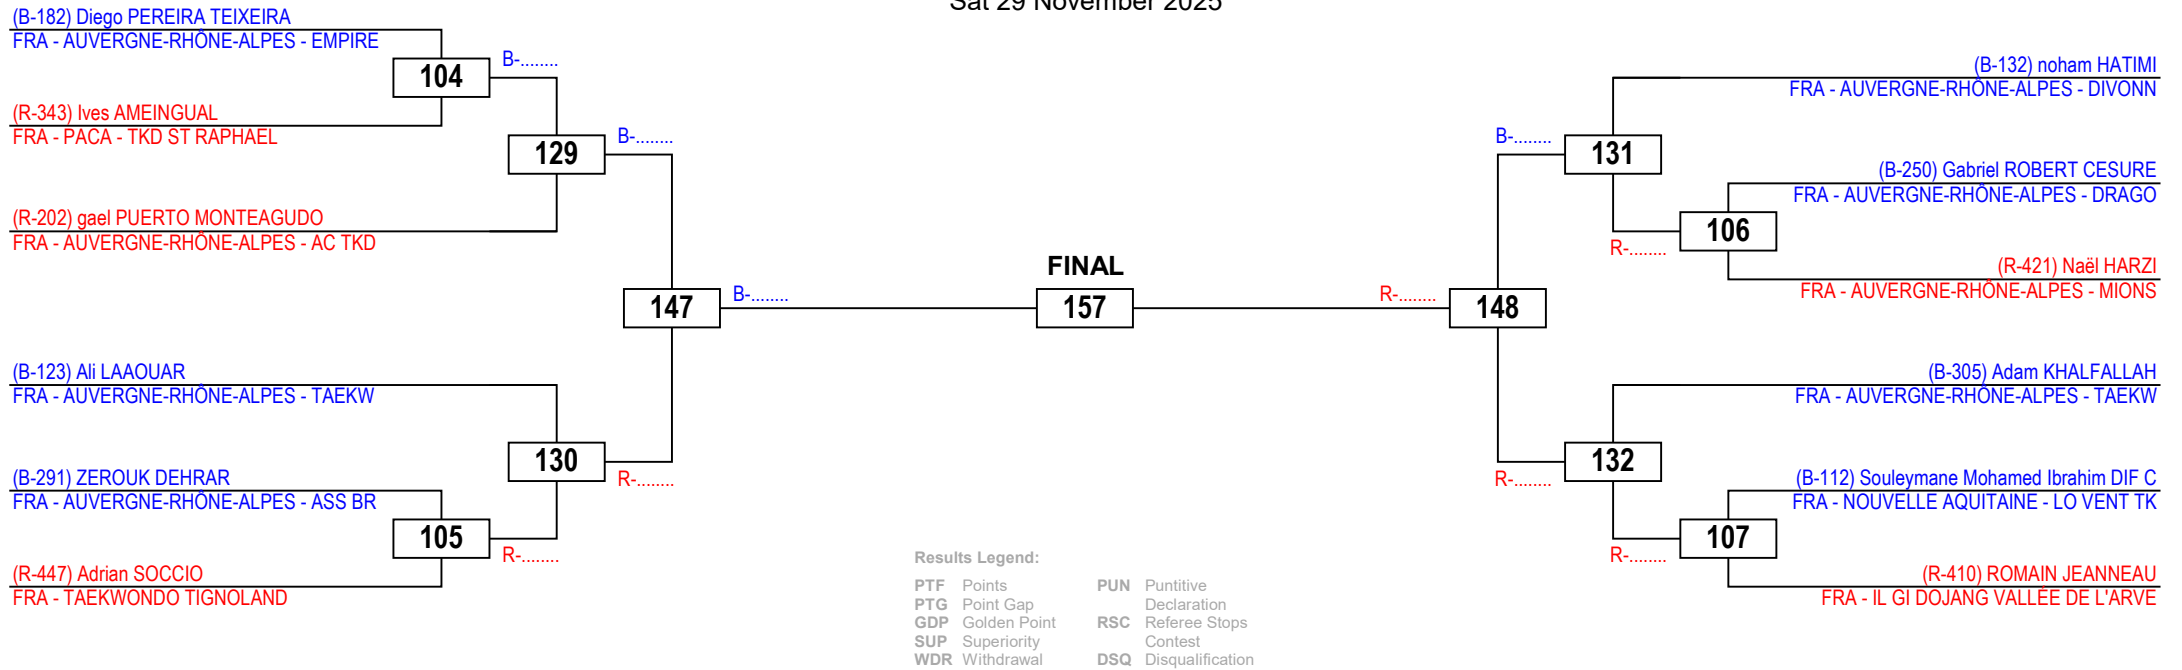 Sat 29 November 2025
(B-182) Diego PEREIRA TEIXEIRA
FRA - AUVERGNE-RHÔNE-ALPES - EMPIRE
104
B-........
(R-343) Ives AMEINGUAL
FRA - PACA - TKD ST RAPHAEL
129
B-........
(R-202) gael PUERTO MONTEAGUDO
FRA - AUVERGNE-RHÔNE-ALPES - AC TKD
147
B-........
(B-123) Ali LAAOUAR
FRA - AUVERGNE-RHÔNE-ALPES - TAEKW
130
R-........
(B-291) ZEROUK DEHRAR
FRA - AUVERGNE-RHÔNE-ALPES - ASS BR
105
R-........
(R-447) Adrian SOCCIO
FRA - TAEKWONDO TIGNOLAND
FINAL
157
(B-132) noham HATIMI
FRA - AUVERGNE-RHÔNE-ALPES - DIVONN
B-........
131
(B-250) Gabriel ROBERT CESURE
FRA - AUVERGNE-RHÔNE-ALPES - DRAGO
106
R-........
(R-421) Naël HARZI
FRA - AUVERGNE-RHÔNE-ALPES - MIONS
R-........
148
(B-305) Adam KHALFALLAH
FRA - AUVERGNE-RHÔNE-ALPES - TAEKW
132
R-........
(B-112) Souleymane Mohamed Ibrahim DIF C
FRA - NOUVELLE AQUITAINE - LO VENT TK
107
R-........
(R-410) ROMAIN JEANNEAU
FRA - IL GI DOJANG VALLÉE DE L'ARVE
Results Legend:
PTF Points
PTG Point Gap
GDP Golden Point
SUP Superiority
WDR Withdrawal
PUN Puntitive
Declaration
RSC Referee Stops
Contest
DSQ Disqualification